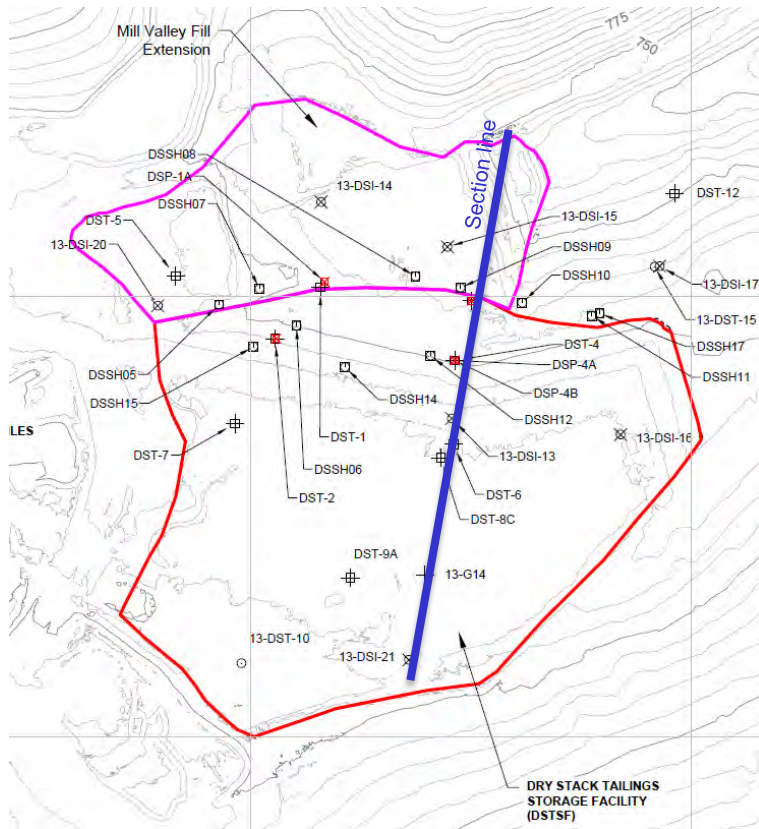 775
Mill Valley Fill
Extension
750
Section line
DSSH08
DSP-1A
13-DSI-14
DST-12
DSSH07
DST-5
13-DSI-15
13-DSI-20
DSSH09
DSSH10
13-DSI-17
13-DST-15
DST-4
DSP-4A
DSSH17
DSSH05
DSSH11
DSP-4B
DSSH15
DSSH14
DSSH12
LES
DST-1
13-DSI-16
13-DSI-13
DST-7
DSSH06
DST-6
DST-2
DST-8C
DST-9A
13-G14
13-DST-10
13-DSI-21
DRY STACK TAILINGS
STORAGE FACILITY
(DSTSF)